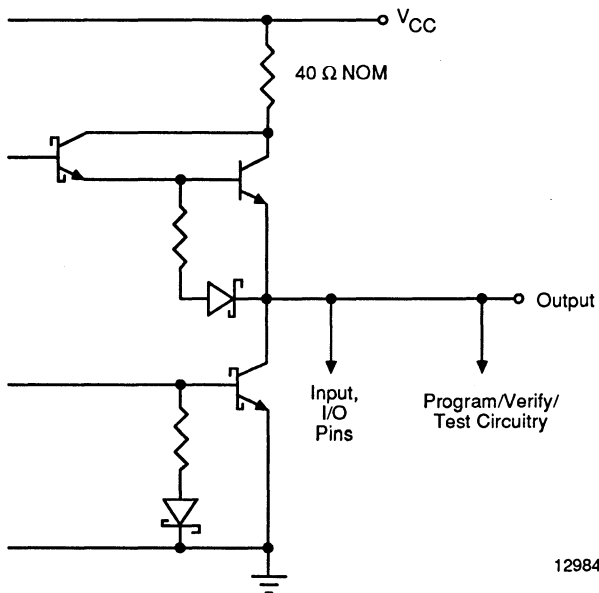 V_CC
40 Ω NOM
Output
Input,
I/O
Pins
Program/Verify/
Test Circuitry
12984